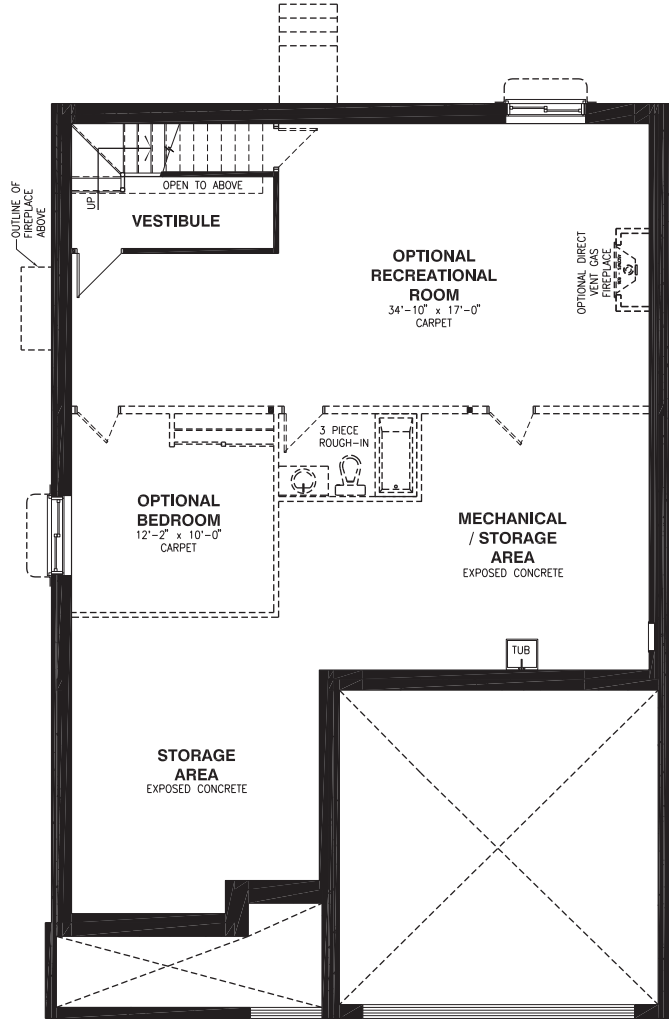 OPEN TO ABOVE
UP
VESTIBULE
OUTLINE OF
FIREPLACE
ABOVE
OPTIONAL
RECREATIONAL
ROOM
34'-10" x 17'-0"
CARPET
OPTIONAL DIRECT
VENT GAS
FIREPLACE
3 PIECE
ROUGH-IN
OPTIONAL
BEDROOM
12'-2" x 10'-0"
CARPET
MECHANICAL
/ STORAGE
AREA
EXPOSED CONCRETE
TUB
STORAGE
AREA
EXPOSED CONCRETE